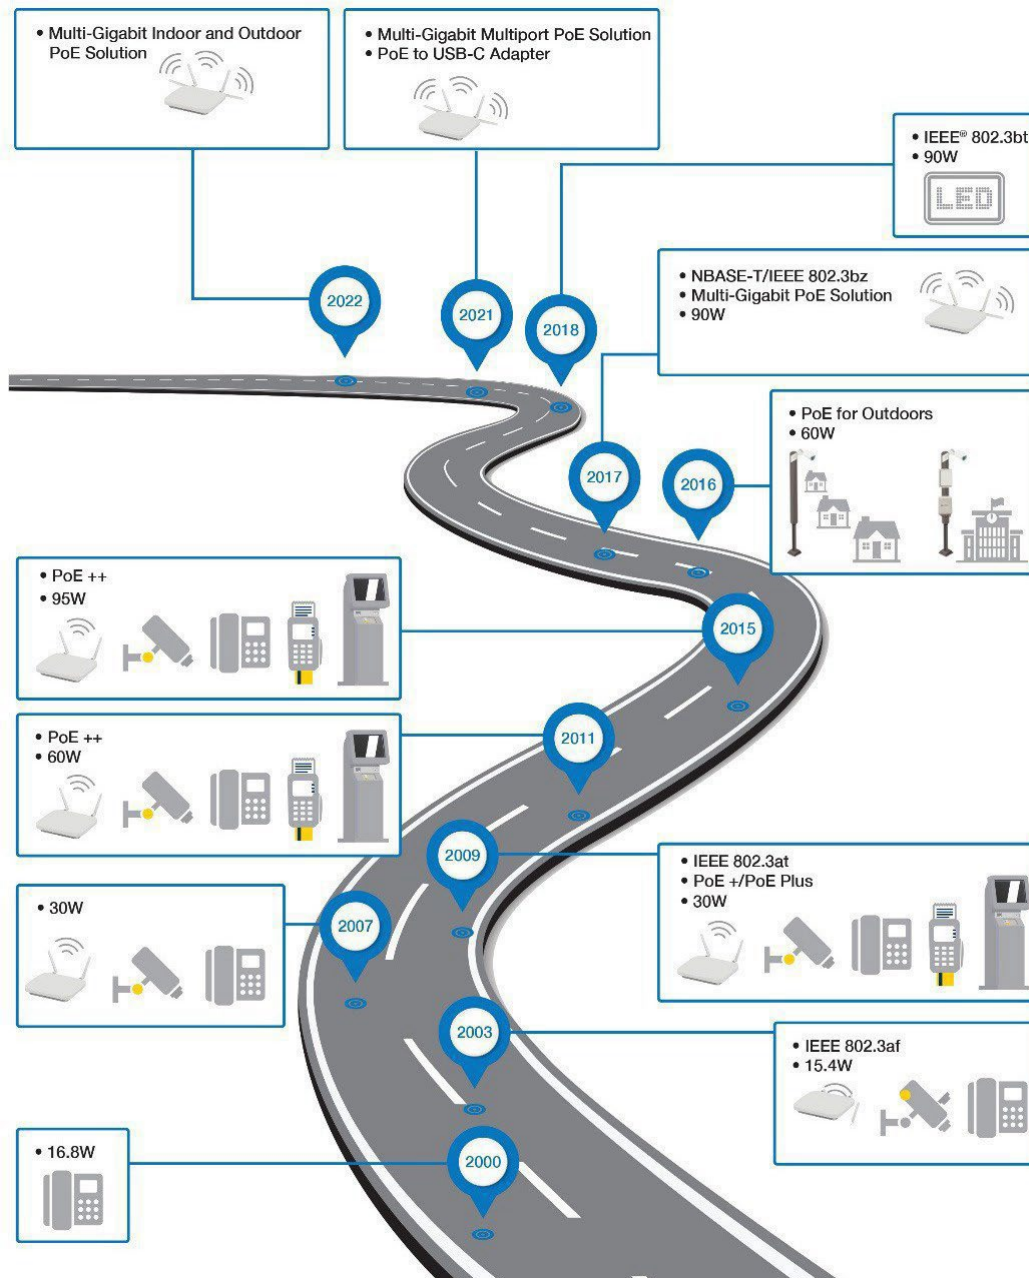 • Multi-Gigabit Indoor and Outdoor
PoE Solution
• Multi-Gigabit Multiport PoE Solution
• PoE to USB-C Adapter
• IEEE® 802.3bt
• 90W
LED
• NBASE-T/IEEE 802.3bz
• Multi-Gigabit PoE Solution
• 90W
2022
2021
2018
• PoE for Outdoors
• 60W
2017
2016
• PoE ++
• 95W
2015
• PoE ++
• 60W
2011
2009
• IEEE 802.3at
• PoE +/PoE Plus
• 30W
• 30W
2007
2003
• IEEE 802.3af
• 15.4W
• 16.8W
2000